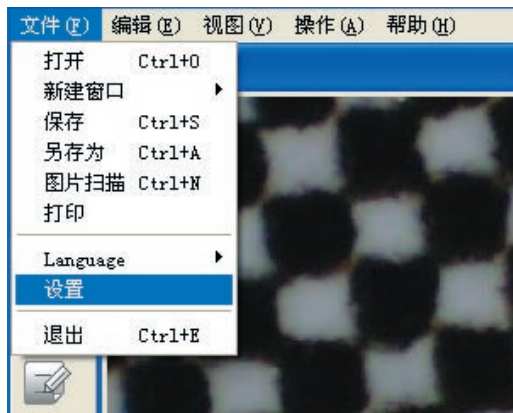 文件(F) 编辑(E) 视图(V) 操作(A) 帮助(H)
打开 Ctrl+O
新建窗口
保存 Ctrl+S
另存为 Ctrl+A
图片扫描 Ctrl+N
打印
Language
设置
退出 Ctrl+E